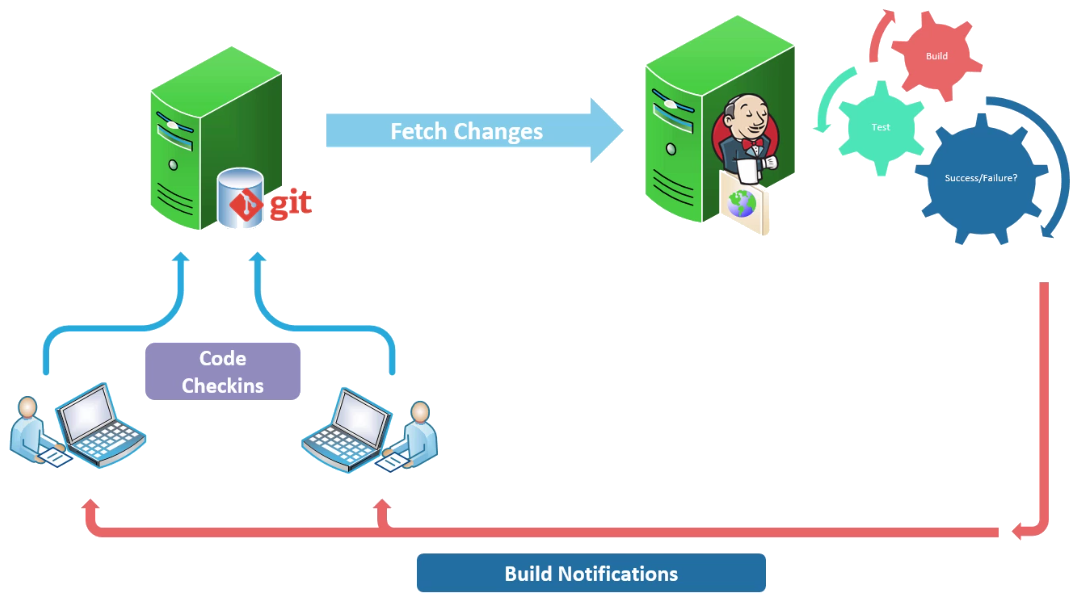 Build
Fetch Changes
Test
Success/Failure?
git
Code
Checkins
Build Notifications